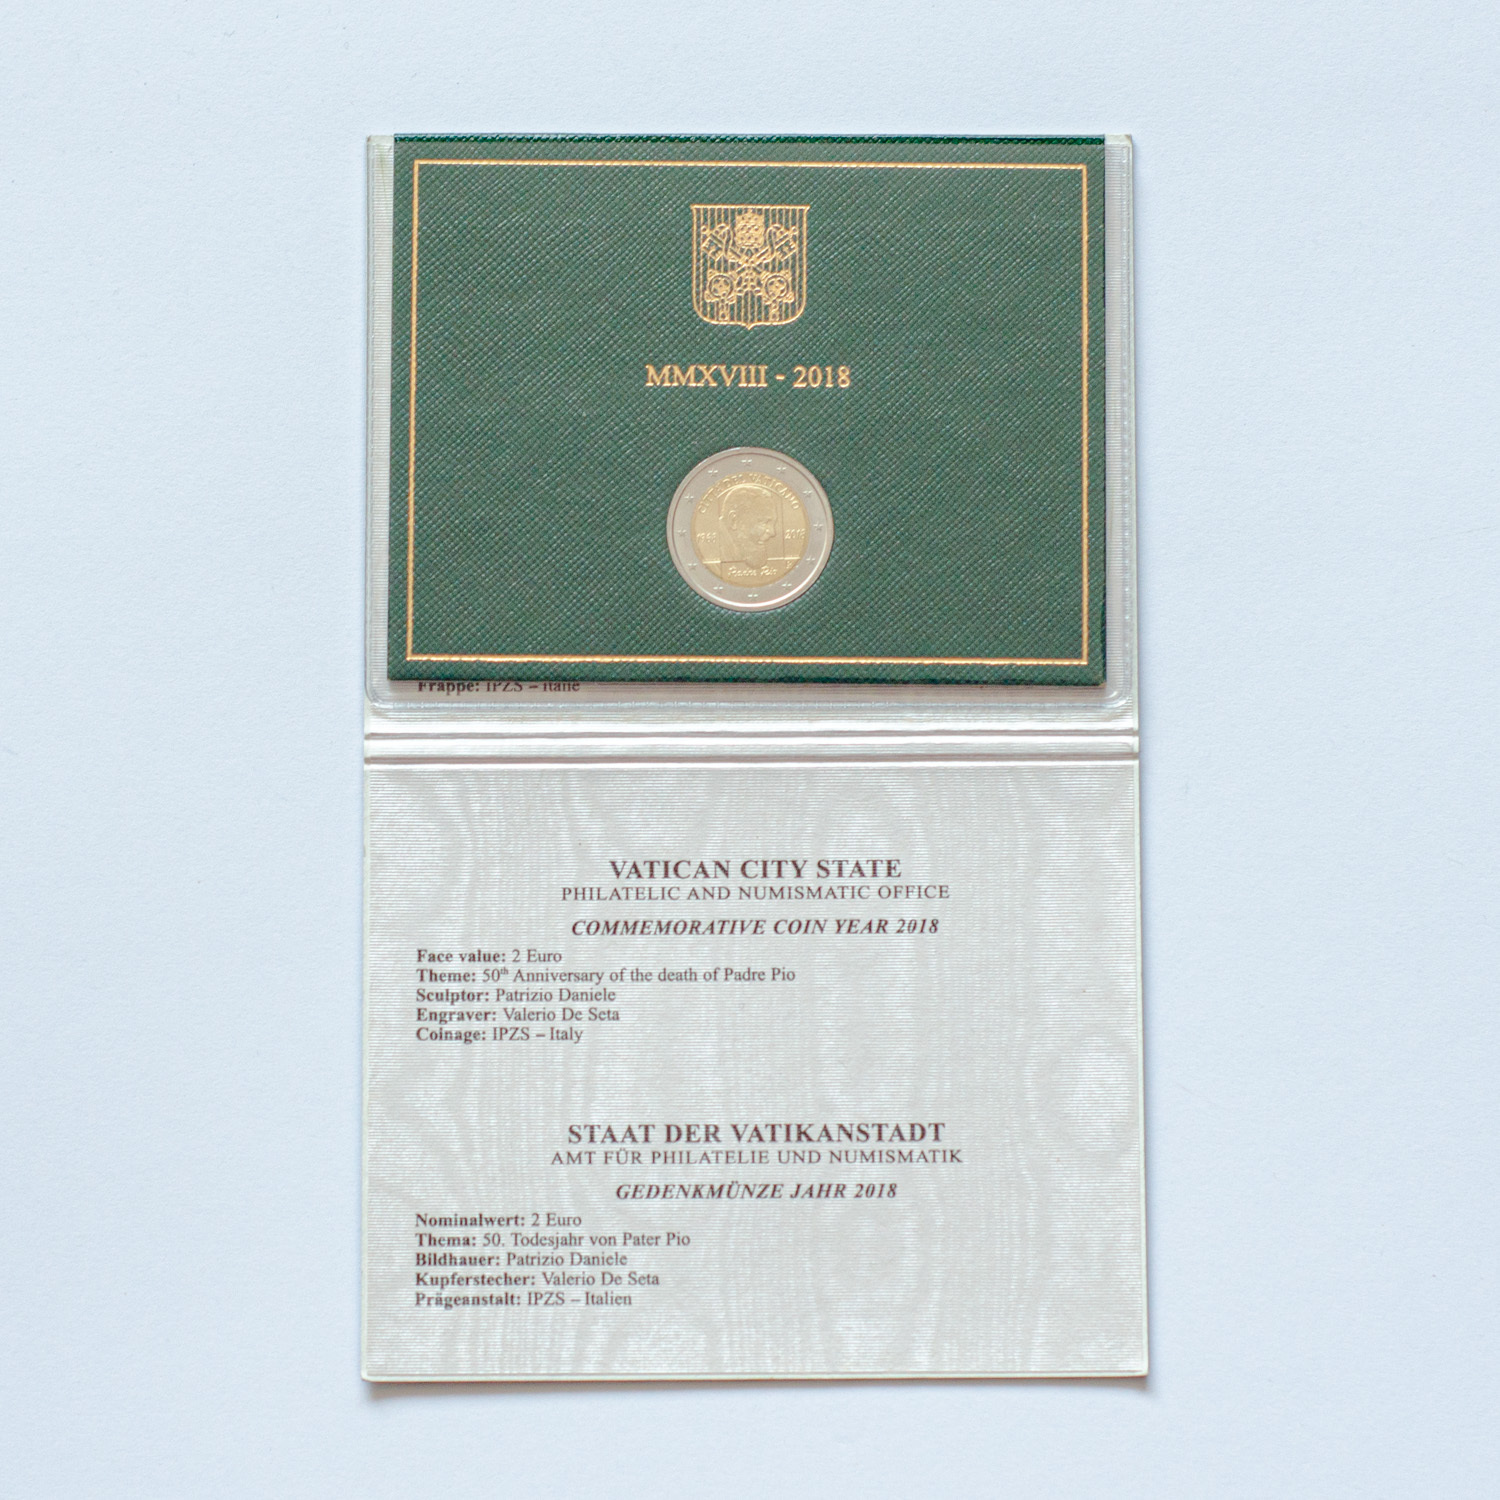 MMXVIII - 2018
CITTÀ DEL VATICANO
1968 2018
Padre Pio
Frappe: IPZS – Italie
VATICAN CITY STATE
PHILATELIC AND NUMISMATIC OFFICE
COMMEMORATIVE COIN YEAR 2018
Face value: 2 Euro
Theme: 50th Anniversary of the death of Padre Pio
Sculptor: Patrizio Daniele
Engraver: Valerio De Seta
Coinage: IPZS – Italy
STAAT DER VATIKANSTADT
AMT FÜR PHILATELIE UND NUMISMATIK
GEDENKMÜNZE JAHR 2018
Nominalwert: 2 Euro
Thema: 50. Todesjahr von Pater Pio
Bildhauer: Patrizio Daniele
Kupferstecher: Valerio De Seta
Prägeanstalt: IPZS – Italien